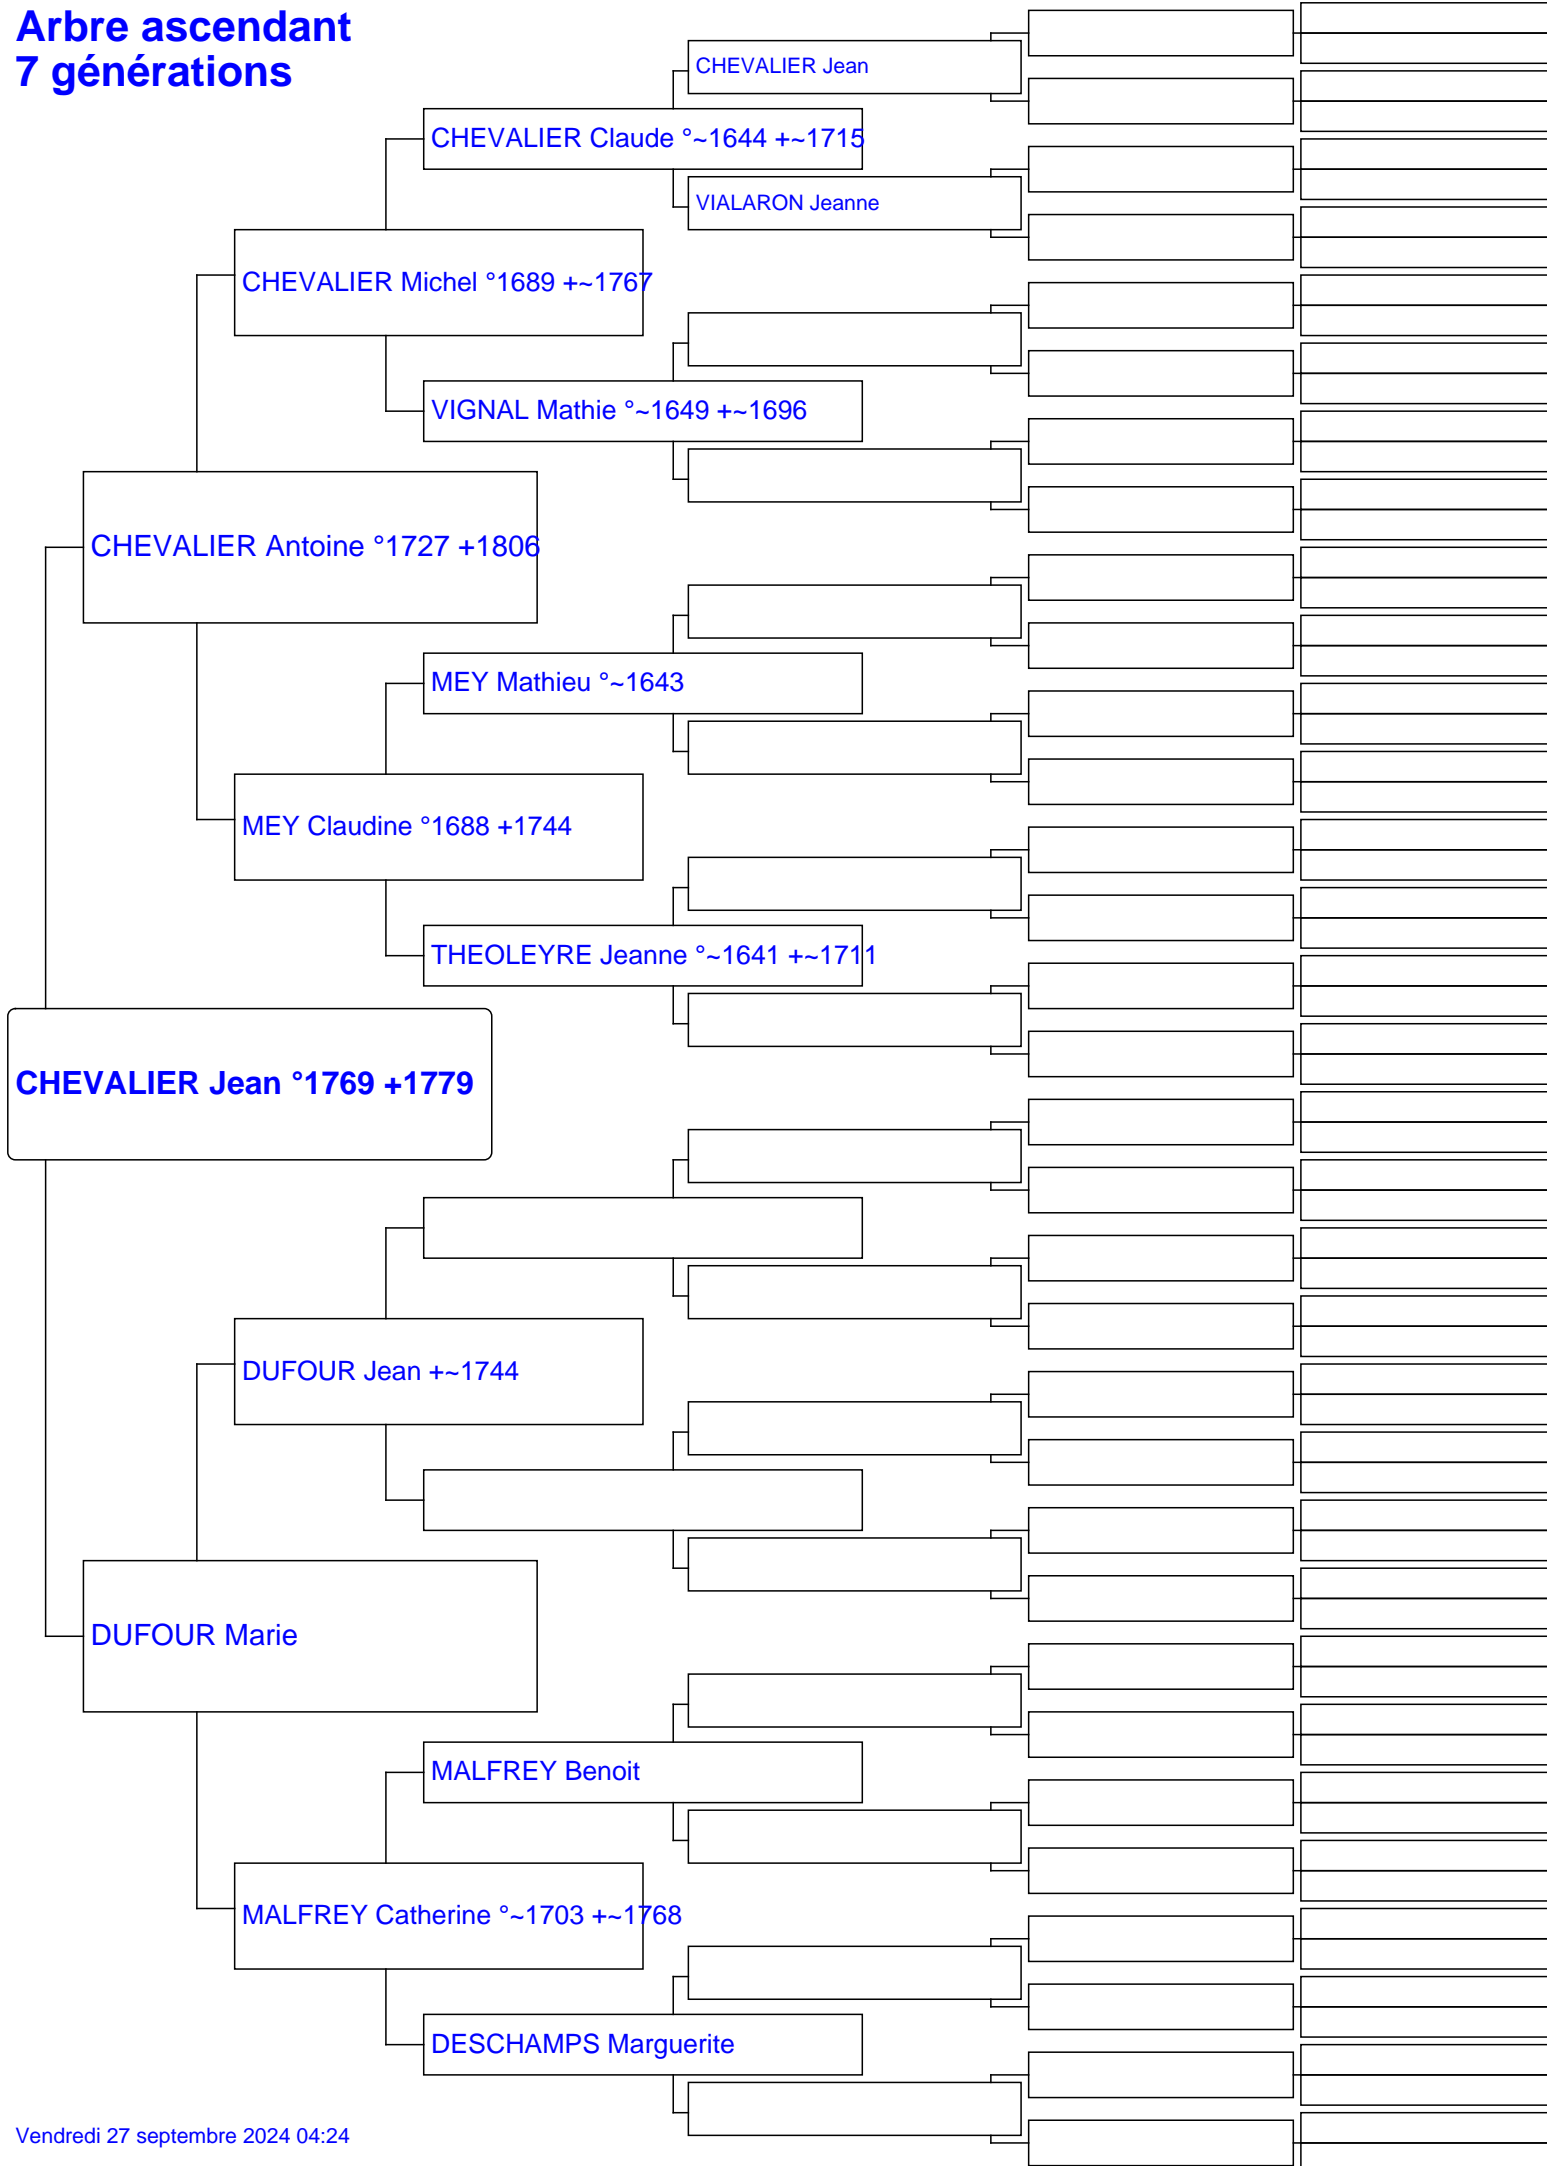 Arbre ascendant
7 générations
CHEVALIER Jean
CHEVALIER Claude °~1644 +~1715
VIALARON Jeanne
CHEVALIER Michel °1689 +~1767
VIGNAL Mathie °~1649 +~1696
CHEVALIER Antoine °1727 +1806
MEY Mathieu °~1643
MEY Claudine °1688 +1744
THEOLEYRE Jeanne °~1641 +~1711
CHEVALIER Jean °1769 +1779
DUFOUR Jean +~1744
DUFOUR Marie
MALFREY Benoit
MALFREY Catherine °~1703 +~1768
DESCHAMPS Marguerite
Vendredi 27 septembre 2024 04:24